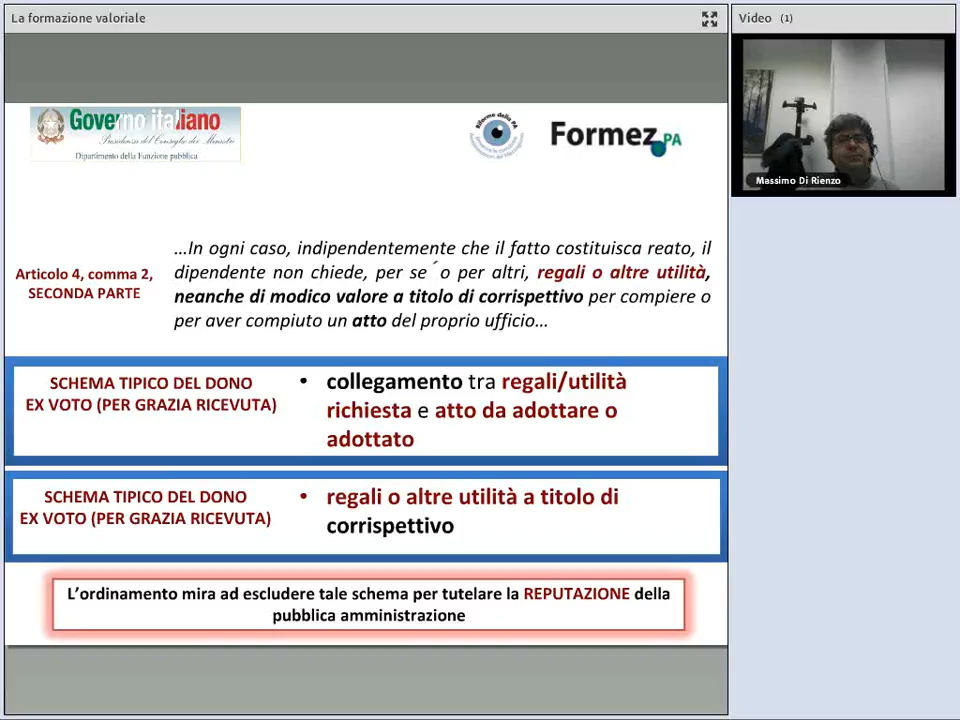 La formazione valoriale
Video (1)
Governo italiano
Presidenza del Consiglio dei Ministri
Dipartimento della Funzione pubblica
Riforme della PA
Formez PA
Massimo Di Rienzo
Articolo 4, comma 2,
SECONDA PARTE
…In ogni caso, indipendentemente che il fatto costituisca reato, il
dipendente non chiede, per se´o per altri, regali o altre utilità,
neanche di modico valore a titolo di corrispettivo per compiere o
per aver compiuto un atto del proprio ufficio…
SCHEMA TIPICO DEL DONO
EX VOTO (PER GRAZIA RICEVUTA)
• collegamento tra regali/utilità
richiesta e atto da adottare o
adottato
SCHEMA TIPICO DEL DONO
EX VOTO (PER GRAZIA RICEVUTA)
• regali o altre utilità a titolo di
corrispettivo
L’ordinamento mira ad escludere tale schema per tutelare la REPUTAZIONE della
pubblica amministrazione